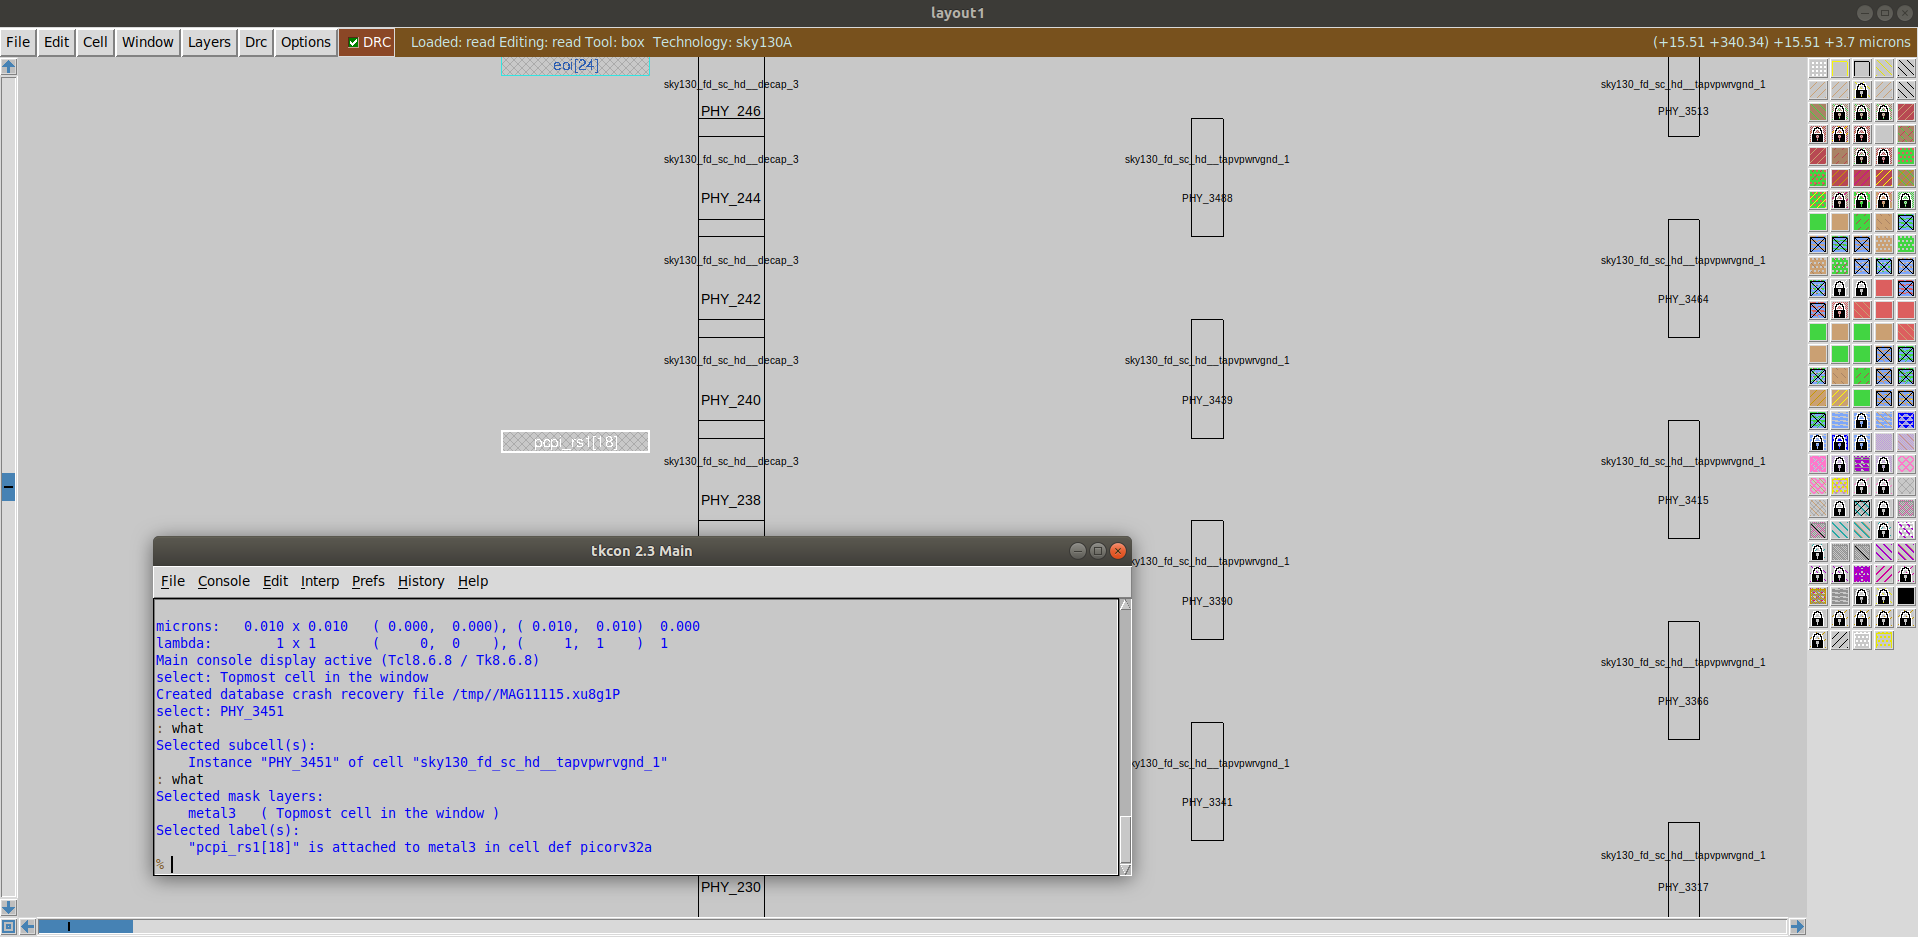 layout1
File Edit Cell Window Layers Drc Options DRC Loaded: read Editing: read Tool: box Technology: sky130A (+15.51 +340.34) +15.51 +3.7 microns
eoi[24]
sky130_fd_sc_hd__decap_3
PHY_246
sky130_fd_sc_hd__decap_3
PHY_244
sky130_fd_sc_hd__decap_3
PHY_242
sky130_fd_sc_hd__decap_3
PHY_240
pcpi_rs1[18]
sky130_fd_sc_hd__decap_3
PHY_238
sky130_fd_sc_hd__tapvpwrvgnd_1
PHY_3488
sky130_fd_sc_hd__tapvpwrvgnd_1
PHY_3439
ky130_fd_sc_hd__tapvpwrvgnd_1
PHY_3390
ky130_fd_sc_hd__tapvpwrvgnd_1
PHY_3341
sky130_fd_sc_hd__tapvpwrvgnd_1
PHY_3513
sky130_fd_sc_hd__tapvpwrvgnd_1
PHY_3464
sky130_fd_sc_hd__tapvpwrvgnd_1
PHY_3415
sky130_fd_sc_hd__tapvpwrvgnd_1
PHY_3366
sky130_fd_sc_hd__tapvpwrvgnd_1
PHY_3317
tkcon 2.3 Main
File Console Edit Interp Prefs History Help
microns: 0.010 x 0.010 ( 0.000, 0.000), ( 0.010, 0.010) 0.000
lambda: 1 x 1 ( 0, 0 ), ( 1, 1 ) 1
Main console display active (Tcl8.6.8 / Tk8.6.8)
select: Topmost cell in the window
Created database crash recovery file /tmp//MAG11115.xu8g1P
select: PHY_3451
: what
Selected subcell(s):
Instance "PHY_3451" of cell "sky130_fd_sc_hd__tapvpwrvgnd_1"
: what
Selected mask layers:
metal3 ( Topmost cell in the window )
Selected label(s):
"pcpi_rs1[18]" is attached to metal3 in cell def picorv32a
%
PHY_230